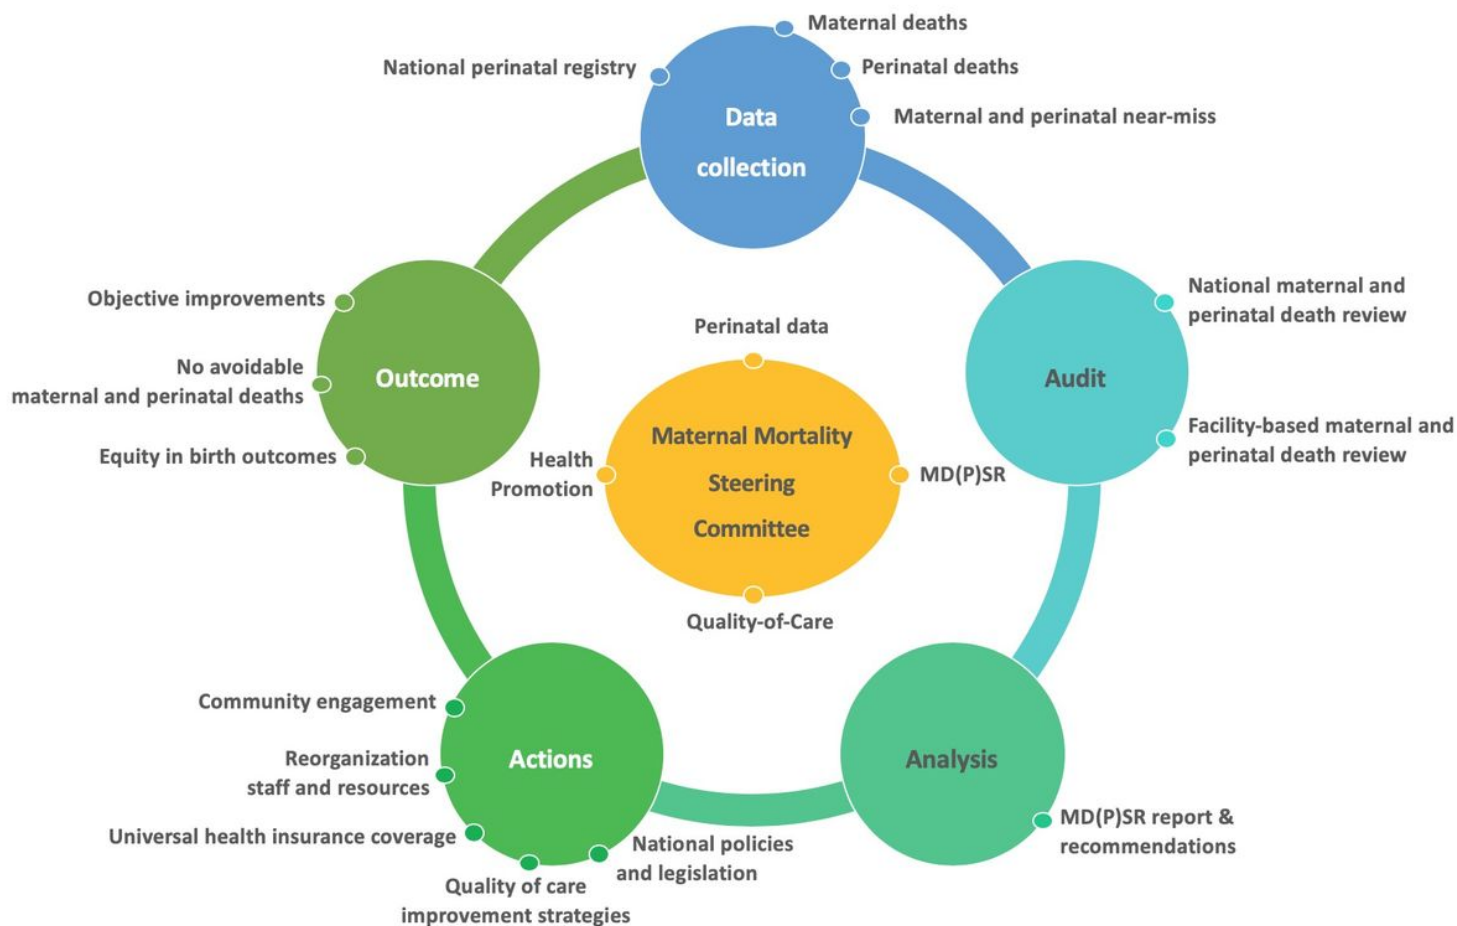 Maternal deaths
National perinatal registry
Perinatal deaths
Maternal and perinatal near-miss
Data
collection
Objective improvements
No avoidable
maternal and perinatal deaths
Equity in birth outcomes
Outcome
National maternal and
perinatal death review
Audit
Facility-based maternal and
perinatal death review
Perinatal data
Maternal Mortality
Steering
Committee
Health
Promotion
MD(P)SR
Quality-of-Care
Community engagement
Reorganization
staff and resources
Universal health insurance coverage
Quality of care
improvement strategies
National policies
and legislation
Actions
Analysis
MD(P)SR report &
recommendations